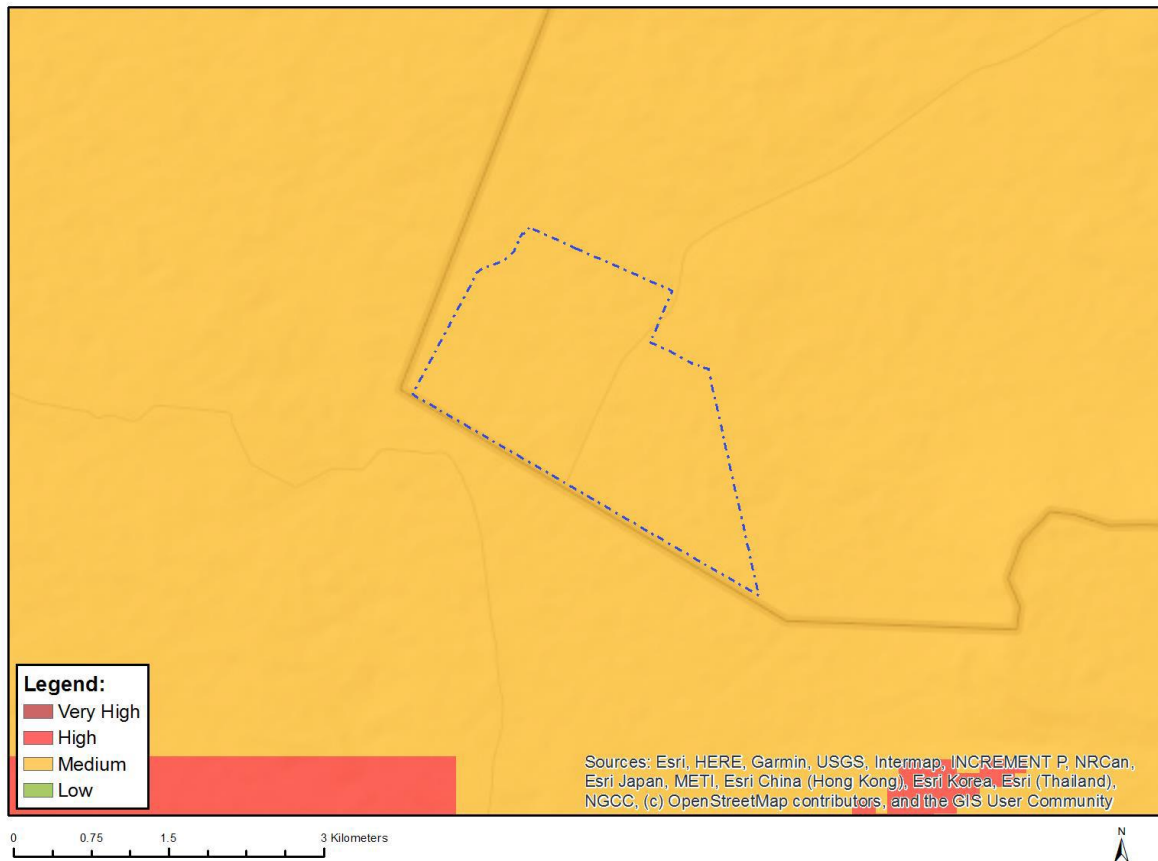 Legend:
Very High
High
Medium
Low
Sources: Esri, HERE, Garmin, USGS, Intermap, INCREMENT P, NRCan,
Esri Japan, METI, Esri China (Hong Kong), Esri Korea, Esri (Thailand),
NGCC, (c) OpenStreetMap contributors, and the GIS User Community
0 0.75 1.5 3 Kilometers
N